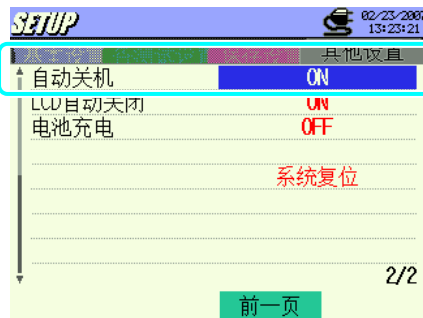 SETUP
02/23/2007
13:23:21
其他设置
自动关机 ON
LCD自动关闭 ON
电池充电 OFF
系统复位
2/2
前一页